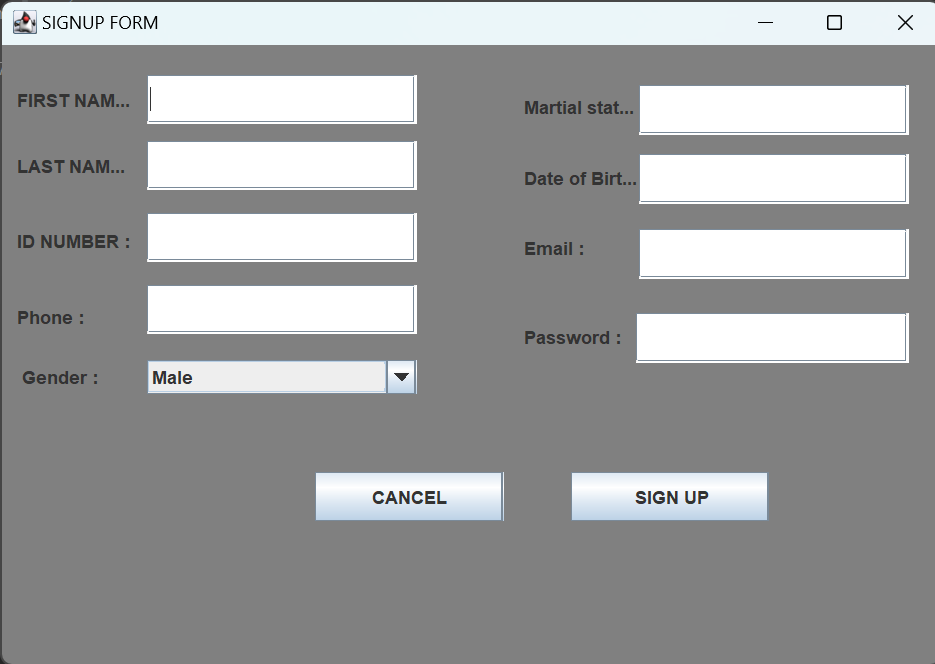 SIGNUP FORM
FIRST NAM...
LAST NAM...
ID NUMBER :
Phone :
Gender :
Male
Martial stat...
Date of Birt...
Email :
Password :
CANCEL
SIGN UP